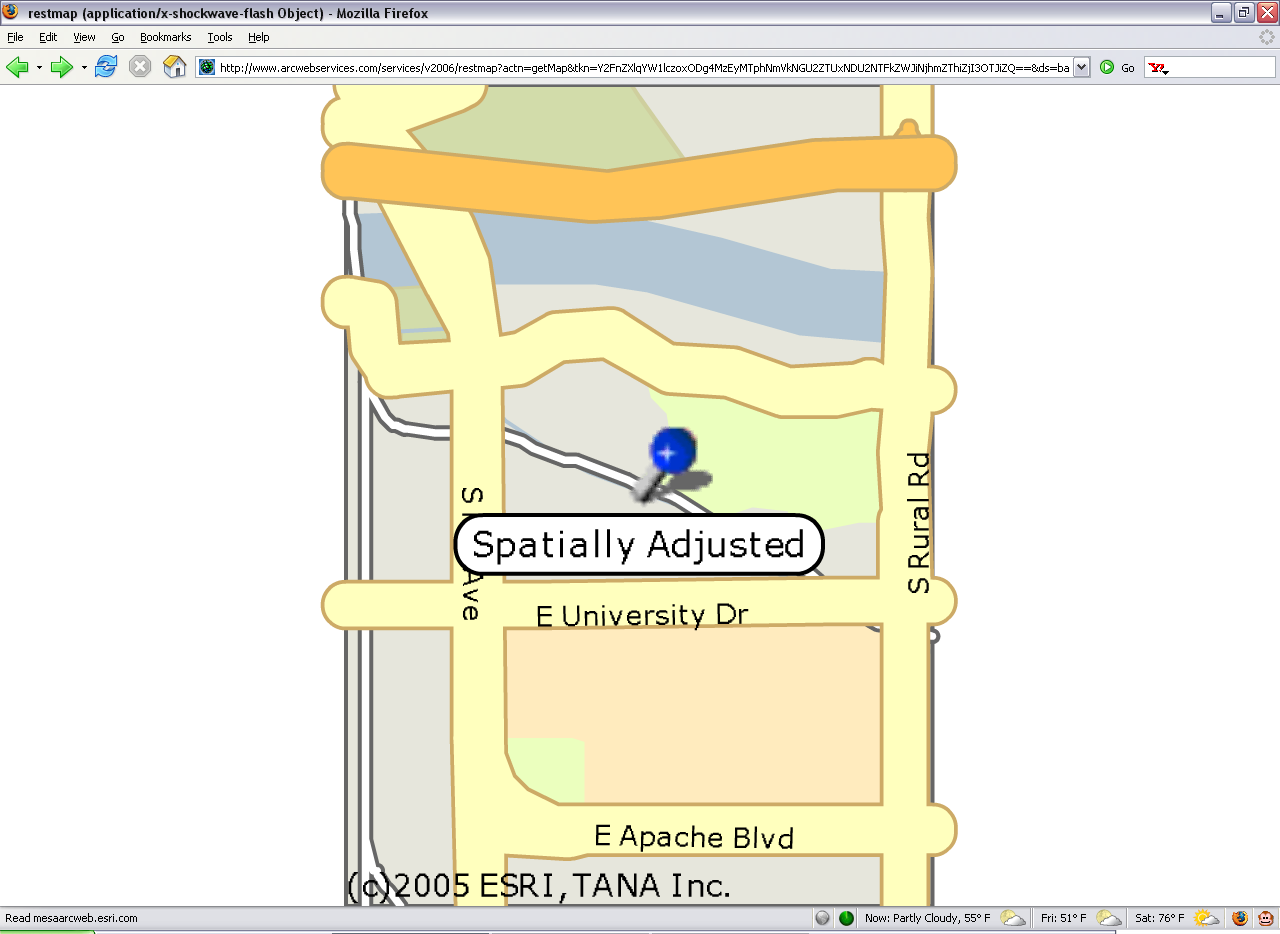 restmap (application/x-shockwave-flash Object) - Mozilla Firefox
File Edit View Go Bookmarks Tools Help
http://www.arcwebservices.com/services/v2006/restmap?actn=getMap&tkn=Y2FnZXlqYW1lczoxODg4MzEyMTphNmVkNGU2ZTUxNDU2NTFkZWJiNjhmZThiZjI3OTJiZQ==&ds=ba Go Y!
S Rural Rd
S Ave
Spatially Adjusted
E University Dr
E Apache Blvd
(c)2005 ESRI, TANA Inc.
Read mesaarcweb.esri.com Now: Partly Cloudy, 55° F Fri: 51° F Sat: 76° F